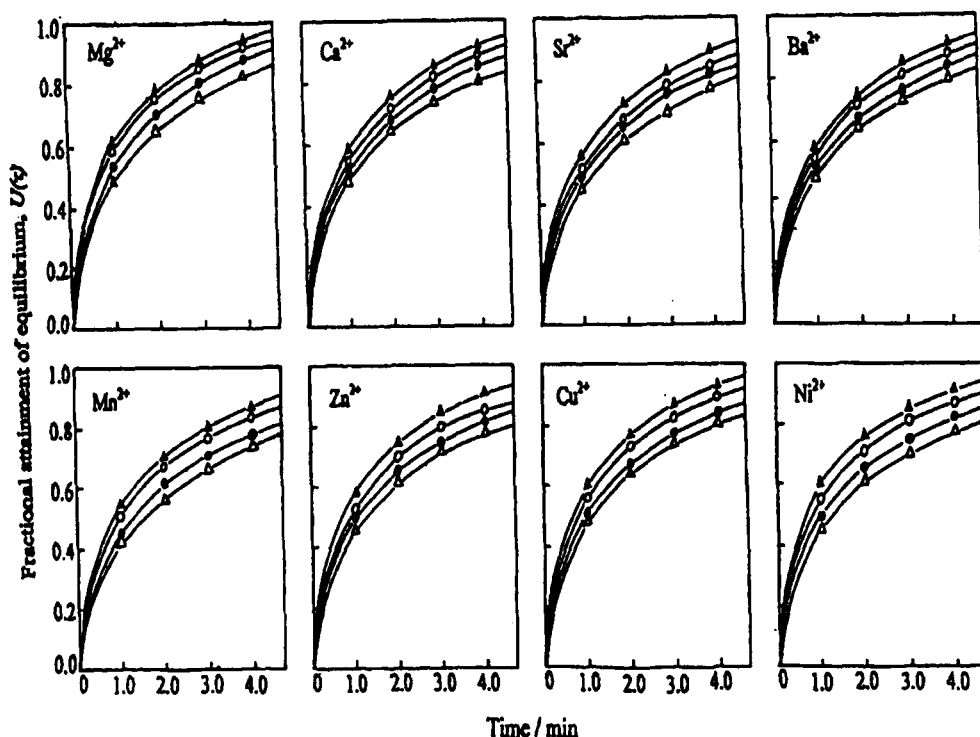 Fractional attainment of equilibrium, U(τ)
Mg2+
Ca2+
Sr2+
Ba2+
1.0
0.8
0.6
0.4
0.2
0.0
Mn2+
Zn2+
Cu2+
Ni2+
1.0
0.8
0.6
0.4
0.2
0.0
0 1.0 2.0 3.0 4.0
0 1.0 2.0 3.0 4.0
0 1.0 2.0 3.0 4.0
0 1.0 2.0 3.0 4.0
Time / min